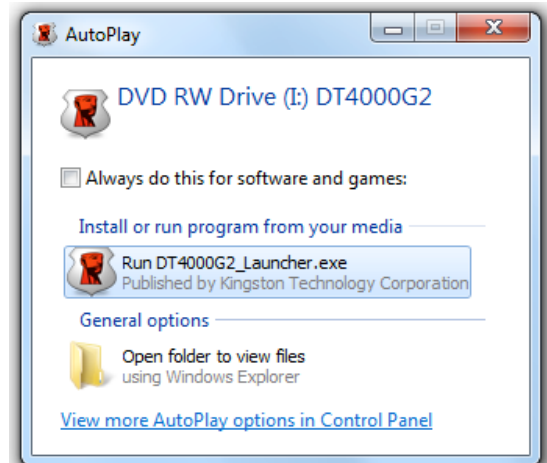 AutoPlay
DVD RW Drive (I:) DT4000G2
Always do this for software and games:
Install or run program from your media
Run DT4000G2_Launcher.exe
Published by Kingston Technology Corporation
General options
Open folder to view files
using Windows Explorer
View more AutoPlay options in Control Panel